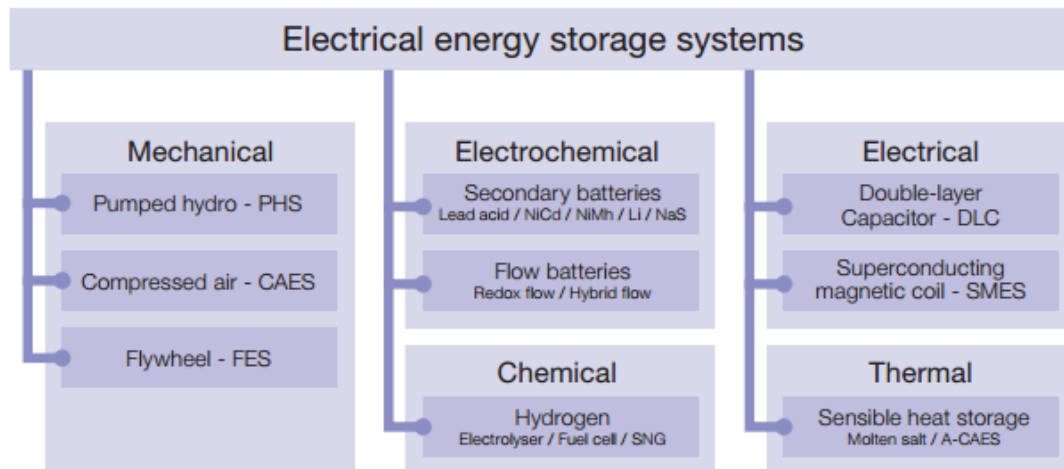 Electrical energy storage systems
Mechanical
Pumped hydro - PHS
Compressed air - CAES
Flywheel - FES
Electrochemical
Secondary batteries
Lead acid / NiCd / NiMh / Li / NaS
Flow batteries
Redox flow / Hybrid flow
Chemical
Hydrogen
Electrolyser / Fuel cell / SNG
Electrical
Double-layer
Capacitor - DLC
Superconducting
magnetic coil - SMES
Thermal
Sensible heat storage
Molten salt / A-CAES